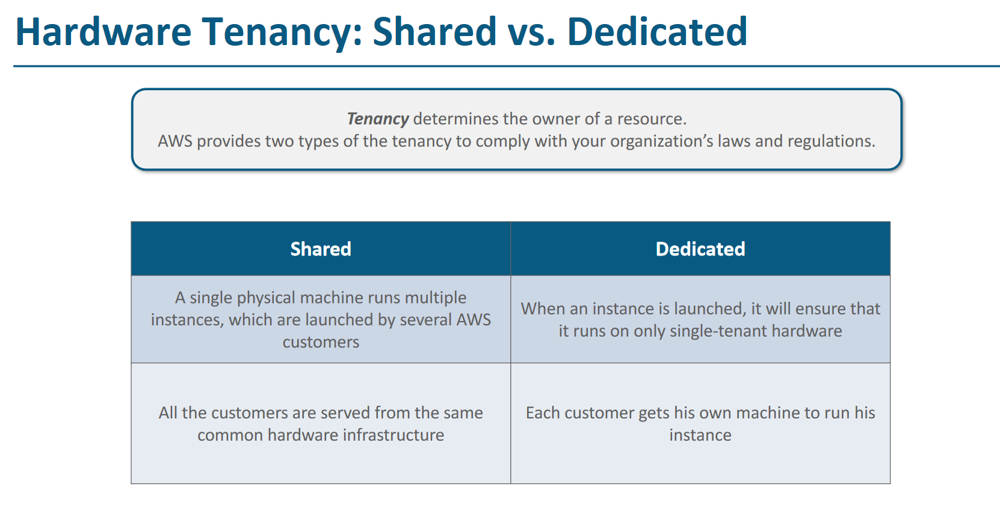 Hardware Tenancy: Shared vs. Dedicated
Tenancy determines the owner of a resource.
AWS provides two types of the tenancy to comply with your organization’s laws and regulations.
Shared
Dedicated
A single physical machine runs multiple
instances, which are launched by several AWS
customers
When an instance is launched, it will ensure that
it runs on only single-tenant hardware
All the customers are served from the same
common hardware infrastructure
Each customer gets his own machine to run his
instance